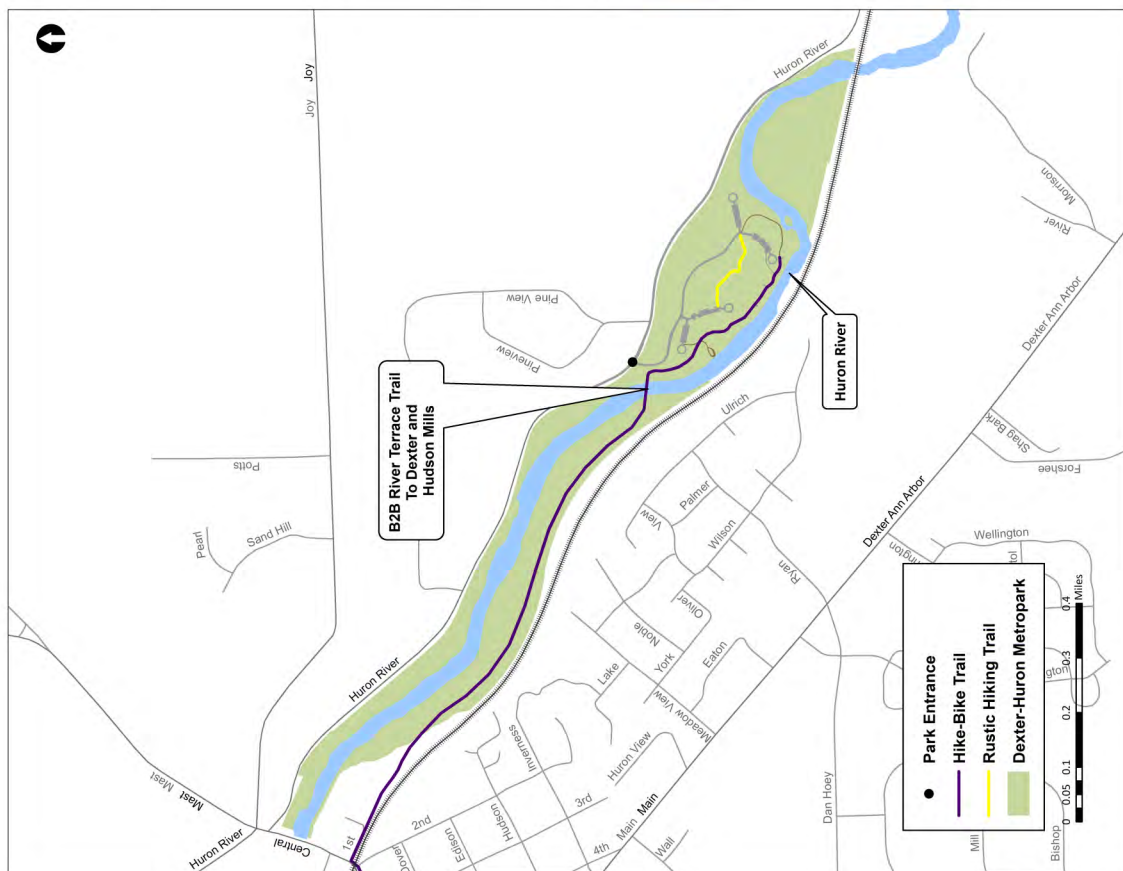 Joy
Joy
Huron River
Morrison
River
Dexter Ann Arbor
Pine View
Pineview
Huron River
B2B River Terrace Trail
To Dexter and
Hudson Mills
Potts
Pearl
Sand Hill
Ulrich
Shag Bark
Forshee
Palmer
View
Wilson
Dexter Ann Arbor
Wellington
Ryan
Oliver
Noble
York
Eaton
Lake
Meadow View
Huron River
Mast
Mast
Huron River
Central
1st
2nd
Inverness
Hudson
Edison
Dover
3rd
Huron View
4th
Main
Main
Wall
Dan Hoey
Mill
Bishop
Park Entrance
Hike-Bike Trail
Rustic Hiking Trail
Dexter-Huron Metropark
0 0.05 0.1 0.2 0.3 0.4
Miles